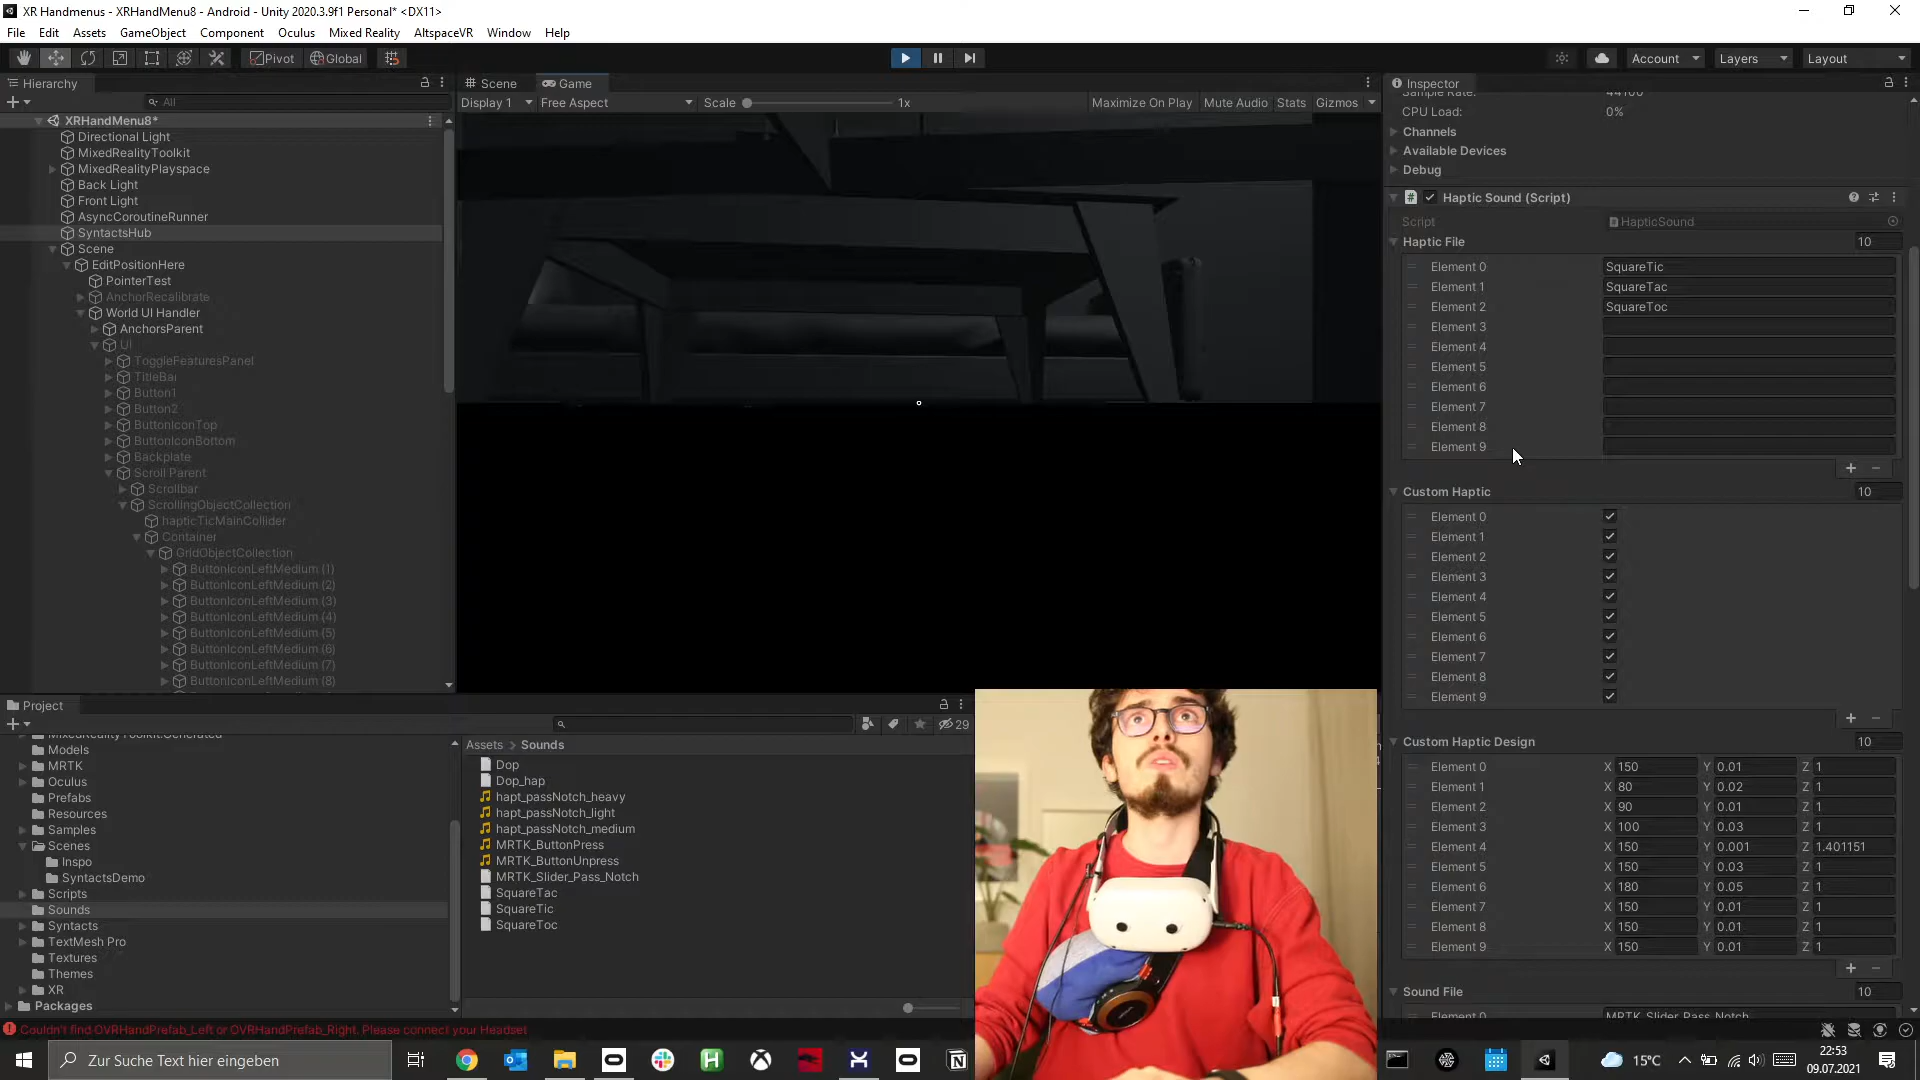 XR Handmenus - XRHandMenu8 - Android - Unity 2020.3.9f1 Personal* <DX11>
File Edit Assets GameObject Component Oculus Mixed Reality AltspaceVR Window Help
Pivot Global Account Layers Layout
Hierarchy
All
XRHandMenu8*
Directional Light
MixedRealityToolkit
MixedRealityPlayspace
Back Light
Front Light
AsyncCoroutineRunner
SyntactsHub
Scene
EditPositionHere
PointerTest
AnchorRecalibrate
World UI Handler
AnchorsParent
UI
ToggleFeaturesPanel
TitleBar
Button1
Button2
ButtonIconTop
ButtonIconBottom
Backplate
Scroll Parent
Scrollbar
ScrollingObjectCollection
hapticTicMainCollider
Container
GridObjectCollection
ButtonIconLeftMedium (1)
ButtonIconLeftMedium (2)
ButtonIconLeftMedium (3)
ButtonIconLeftMedium (4)
ButtonIconLeftMedium (5)
ButtonIconLeftMedium (6)
ButtonIconLeftMedium (7)
ButtonIconLeftMedium (8)
Scene Game
Display 1 Free Aspect Scale 1x Maximize On Play Mute Audio Stats Gizmos
Inspector
Sample Rate: 44100
CPU Load: 0%
Channels
Available Devices
Debug
Haptic Sound (Script)
Script HapticSound
Haptic File 10
Element 0 SquareTic
Element 1 SquareTac
Element 2 SquareToc
Element 3
Element 4
Element 5
Element 6
Element 7
Element 8
Element 9
Custom Haptic 10
Element 0
Element 1
Element 2
Element 3
Element 4
Element 5
Element 6
Element 7
Element 8
Element 9
Custom Haptic Design 10
Element 0 X 150 Y 0.01 Z 1
Element 1 X 80 Y 0.02 Z 1
Element 2 X 90 Y 0.01 Z 1
Element 3 X 100 Y 0.03 Z 1
Element 4 X 150 Y 0.001 Z 1.401151
Element 5 X 150 Y 0.03 Z 1
Element 6 X 180 Y 0.05 Z 1
Element 7 X 150 Y 0.01 Z 1
Element 8 X 150 Y 0.01 Z 1
Element 9 X 150 Y 0.01 Z 1
Sound File 10
Element 0 MRTK_Slider_Pass_Notch
Project
29
MixedRealityToolkit.Generated
Models
MRTK
Oculus
Prefabs
Resources
Samples
Scenes
Inspo
SyntactsDemo
Scripts
Sounds
Syntacts
TextMesh Pro
Textures
Themes
XR
Packages
Assets > Sounds
Dop
Dop_hap
hapt_passNotch_heavy
hapt_passNotch_light
hapt_passNotch_medium
MRTK_ButtonPress
MRTK_ButtonUnpress
MRTK_Slider_Pass_Notch
SquareTac
SquareTic
SquareToc
Couldn't find OVRHandPrefab_Left or OVRHandPrefab_Right. Please connect your Headset
Zur Suche Text hier eingeben
15°C
22:53
09.07.2021